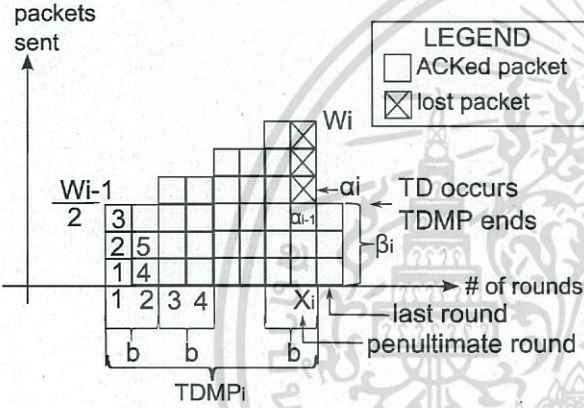 packets
sent
LEGEND
ACKed packet
lost packet
Wi
αi
TD occurs
TDMP ends
Wi-1
2
3
αi-1
βi
2 5
1 4
# of rounds
1 2 3 4 Xi
last round
penultimate round
b b b
TDMPi